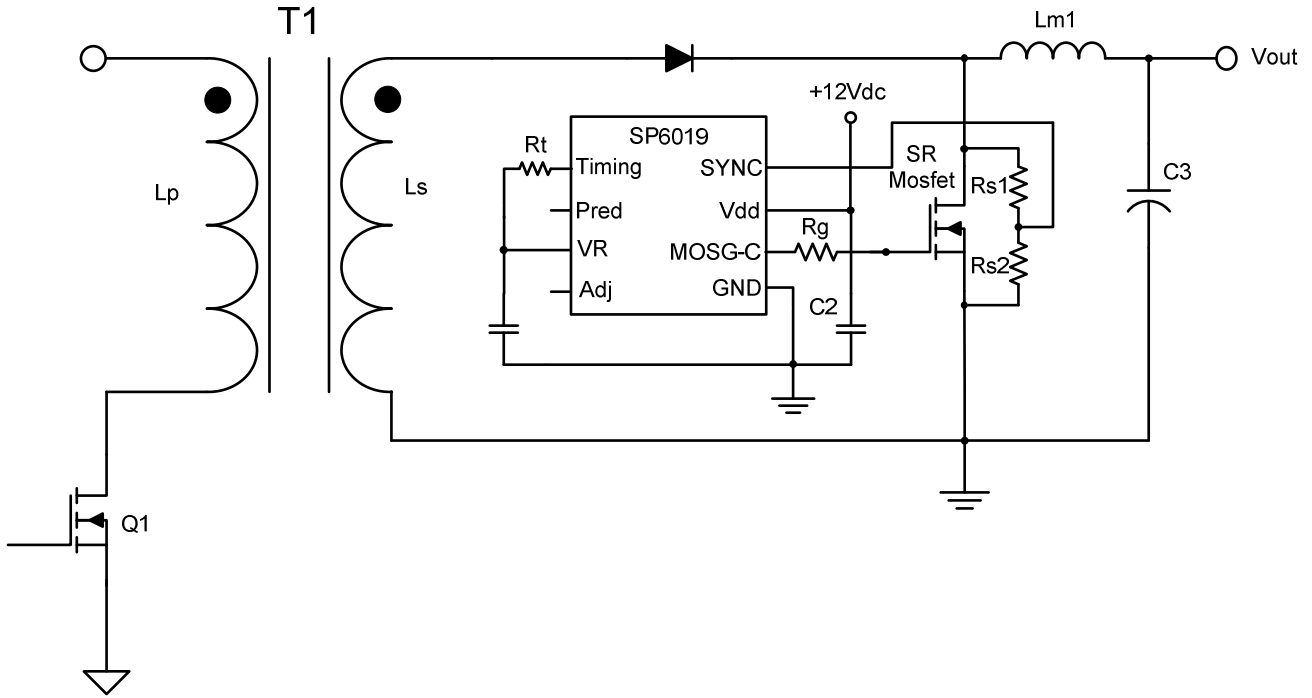 T1
Lm1
Vout
+12Vdc
SP6019
Rt
Timing
SYNC
SR
Mosfet
Rs1
C3
Lp
Ls
Pred
Vdd
Rg
VR
MOSG-C
Rs2
Adj
GND
C2
Q1